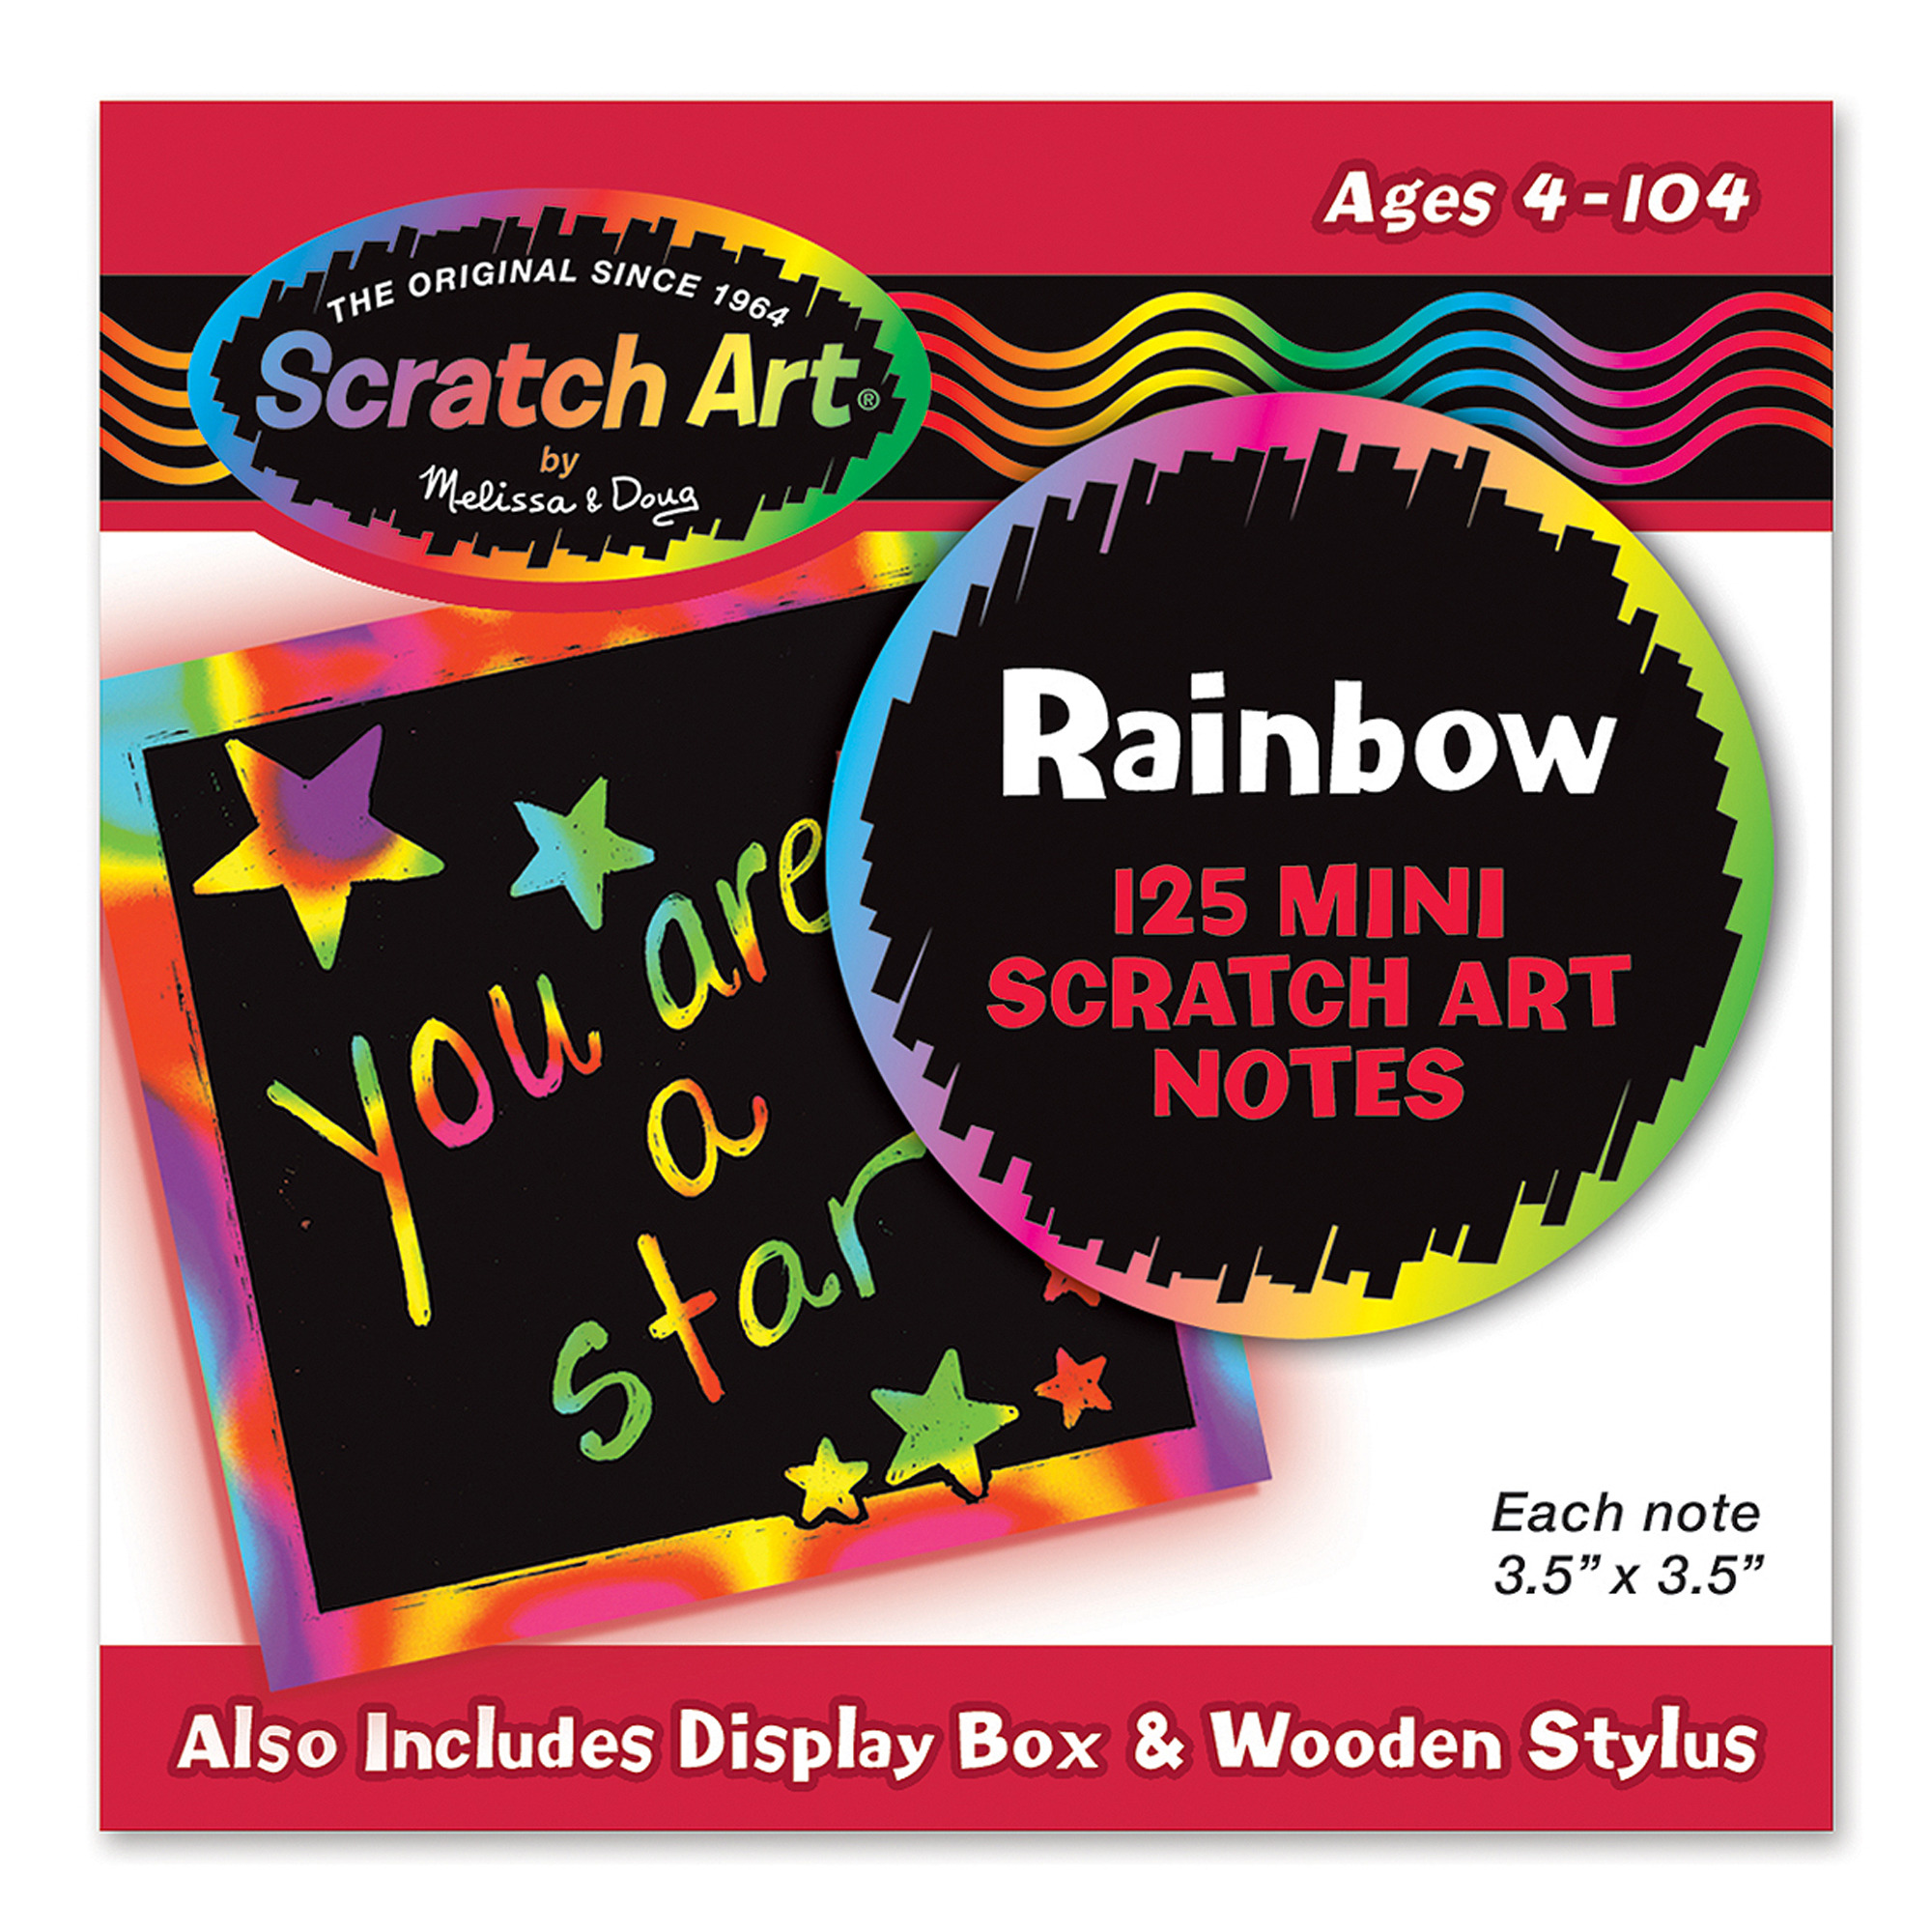 Ages 4-104
THE ORIGINAL SINCE 1964
Scratch Art®
by
Melissa & Doug
Rainbow
125 MINI
SCRATCH ART
NOTES
You are
a
star
Each note
3.5” x 3.5”
Also Includes Display Box & Wooden Stylus